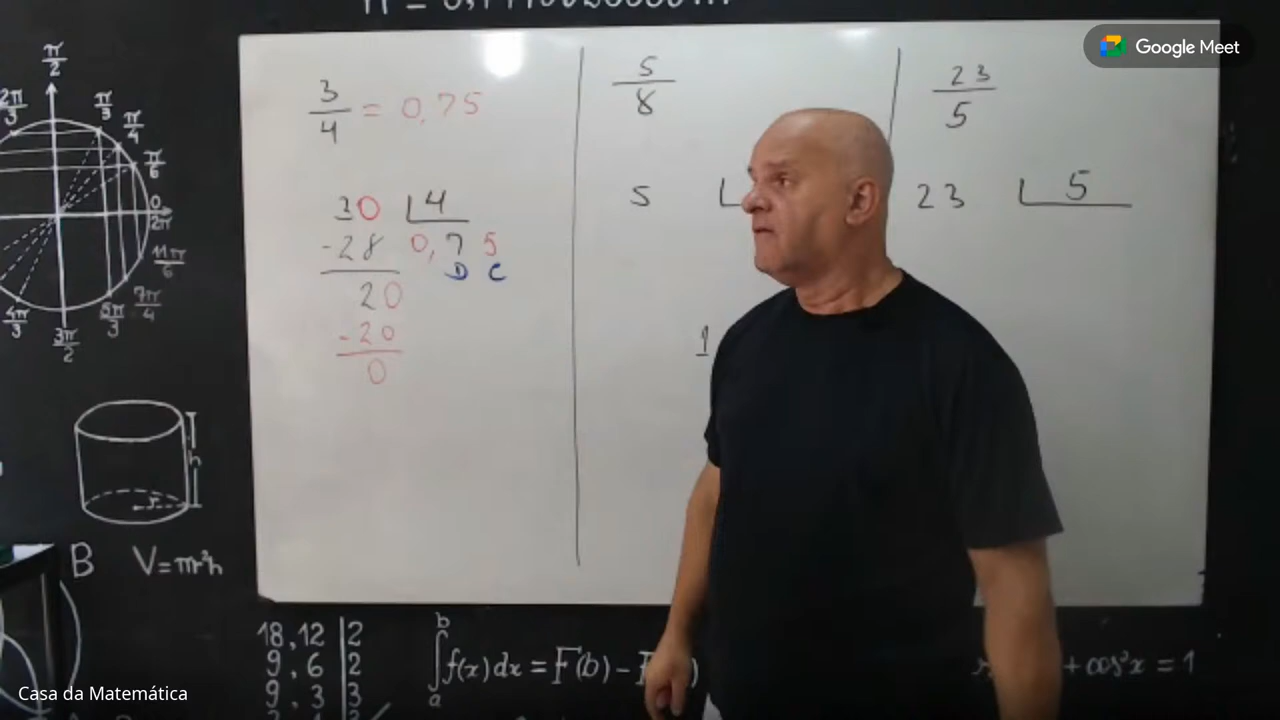 Google Meet
π/2
2π/3
π/3
π/4
π/6
0
2π
11π/6
7π/4
5π/3
3π/2
4π/3
3/4 = 0,75
30 4
-28 0,75
D C
20
-20
0
5/8
5
1
23/5
23 5
h
r
B V=πr²h
18,12 2
9,6 2
9,3 3
b
∫f(x)dx = F(b) -
a
+ cos²x = 1
Casa da Matemática